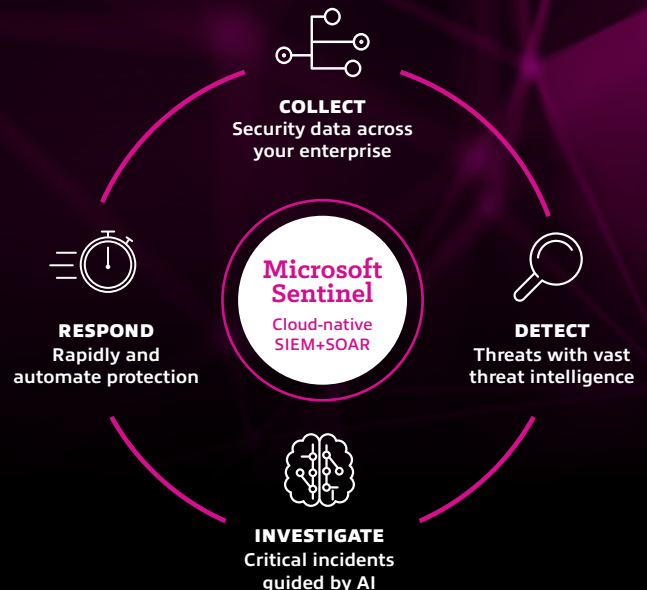 COLLECT
Security data across
your enterprise
Microsoft
Sentinel
Cloud-native
SIEM+SOAR
RESPOND
Rapidly and
automate protection
DETECT
Threats with vast
threat intelligence
INVESTIGATE
Critical incidents
guided by AI